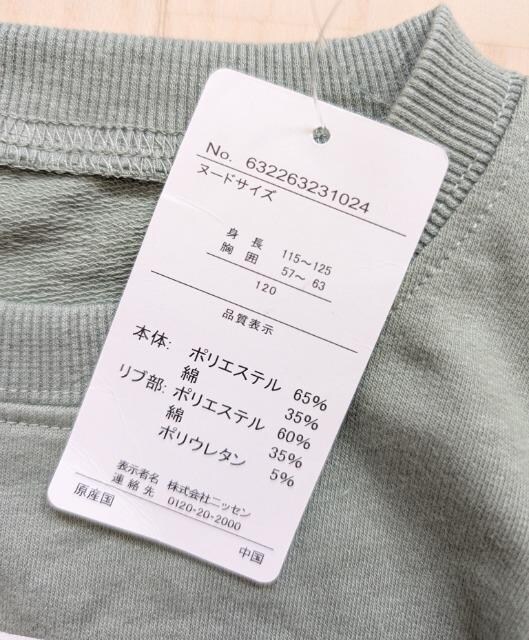 No. 632263231024
ヌードサイズ
身長 115～125
胸囲 57～ 63
120
品質表示
本体: ポリエステル 65%
綿 35%
リブ部: ポリエステル 60%
綿 35%
ポリウレタン 5%
表示者名 株式会社ニッセン
連絡先 0120-20-2000
原産国 中国